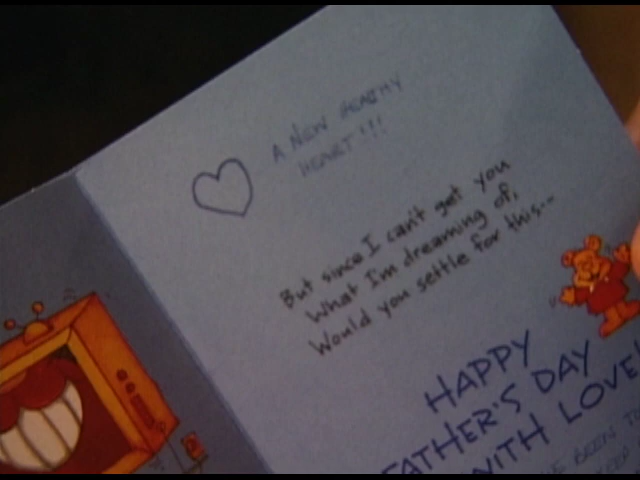 A NEW HEALTHY
HEART!!!
But since I can't get you
What I'm dreaming of,
Would you settle for this--
HAPPY
FATHER'S DAY
WITH LOVE!
BEEN